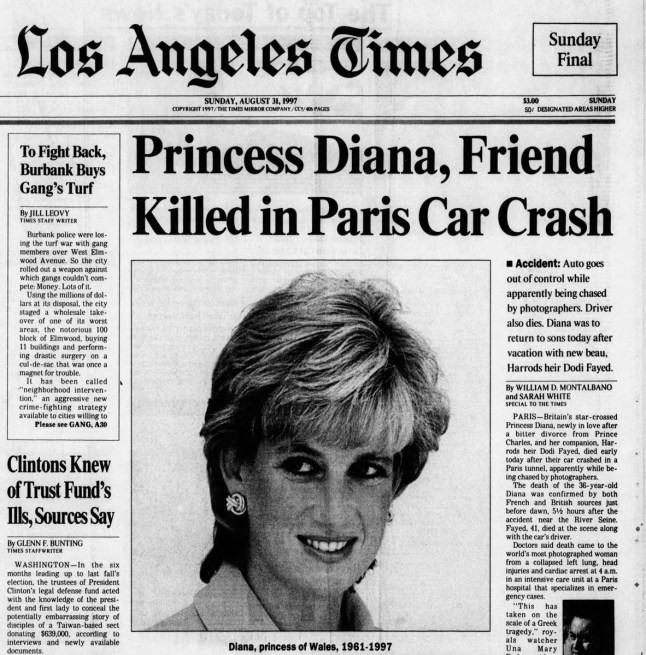 Los Angeles Times
Sunday
Final
SUNDAY, AUGUST 31, 1997
COPYRIGHT 1997/THE TIMES MIRROR COMPANY/CC†/406 PAGES
$3.00 SUNDAY
DESIGNATED AREAS HIGHER
To Fight Back,
Burbank Buys
Gang's Turf
By JILL LEOVY
TIMES STAFF WRITER
Burbank police were los-
ing the turf war with gang
members over West Elm-
wood Avenue. So the city
rolled out a weapon against
which gangs couldn't com-
pete: Money. Lots of it.
Using the millions of dol-
lars at its disposal, the city
staged a wholesale take-
over of one of its worst
areas, the notorious 100
block of Elmwood, buying
11 buildings and perform-
ing drastic surgery on a
cul-de-sac that was once a
magnet for trouble.
It has been called
"neighborhood interven-
tion," an aggressive new
crime-fighting strategy
available to cities willing to
Please see GANG, A30
Clintons Knew
of Trust Fund's
Ills, Sources Say
By GLENN F. BUNTING
TIMES STAFF WRITER
WASHINGTON—In the six
months leading up to last fall's
election, the trustees of President
Clinton's legal defense fund acted
with the knowledge of the presi-
dent and first lady to conceal the
potentially embarrassing story of
disciples of a Taiwan-based sect
donating $639,000, according to
interviews and newly available
documents.
Princess Diana, Friend
Killed in Paris Car Crash
Diana, princess of Wales, 1961-1997
■ Accident: Auto goes
out of control while
apparently being chased
by photographers. Driver
also dies. Diana was to
return to sons today after
vacation with new beau,
Harrods heir Dodi Fayed.
By WILLIAM D. MONTALBANO
and SARAH WHITE
SPECIAL TO THE TIMES
PARIS—Britain's star-crossed
Princess Diana, newly in love after
a bitter divorce from Prince
Charles, and her companion, Har-
rods heir Dodi Fayed, died early
today after their car crashed in a
Paris tunnel, apparently while be-
ing chased by photographers.
The death of the 36-year-old
Diana was confirmed by both
French and British sources just
before dawn, 5½ hours after the
accident near the River Seine.
Fayed, 41, died at the scene along
with the car's driver.
Doctors said death came to the
world's most photographed woman
from a collapsed left lung, head
injuries and cardiac arrest at 4 a.m.
in an intensive care unit at a Paris
hospital that specializes in emer-
gency cases.
"This has
taken on the
scale of a Greek
tragedy," roy-
als watcher
Una Mary